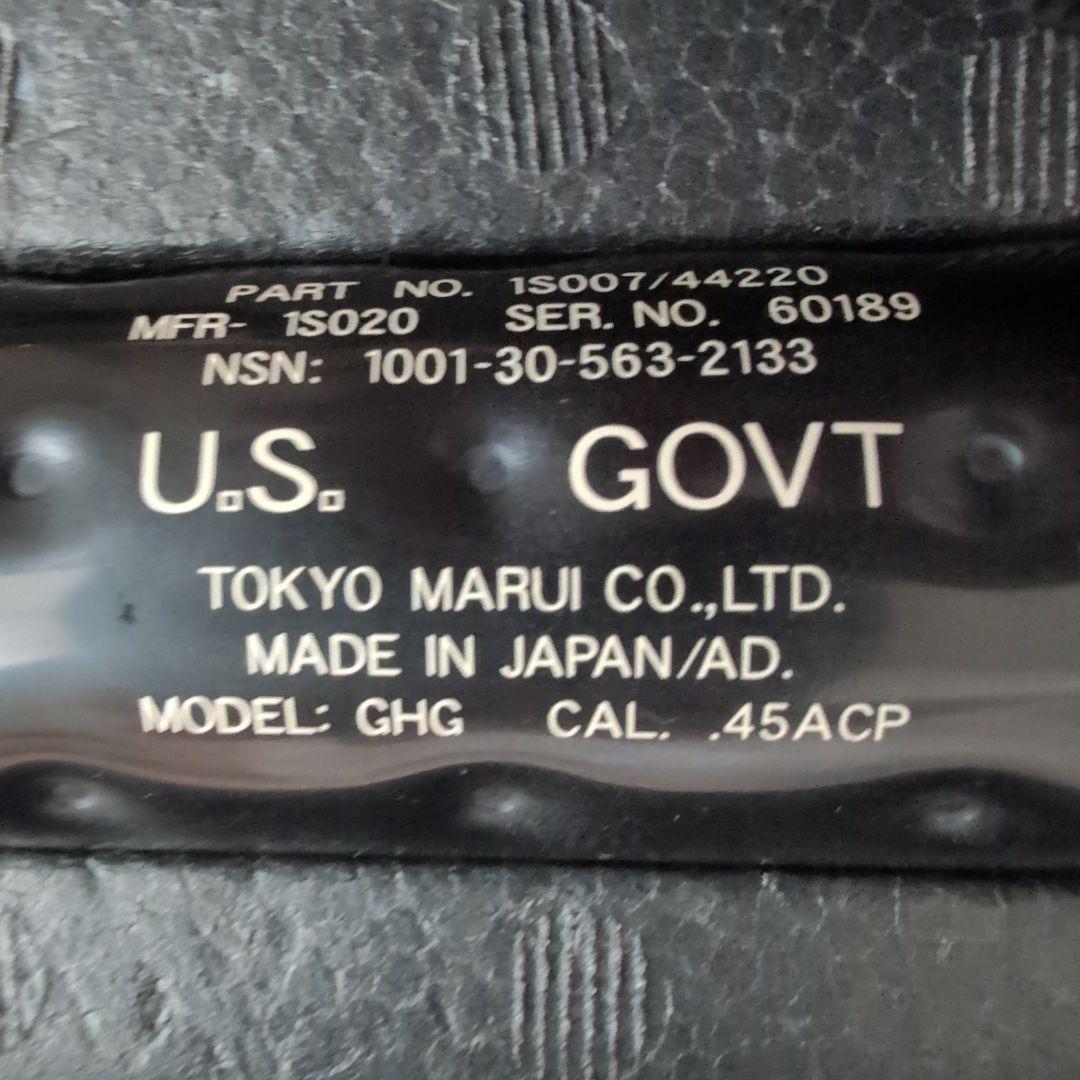 PART NO. 1S007/44220
MFR- 1S020 SER. NO. 60189
NSN: 1001-30-563-2133
U.S. GOVT
TOKYO MARUI CO.,LTD.
MADE IN JAPAN/AD.
MODEL: GHG CAL. .45ACP